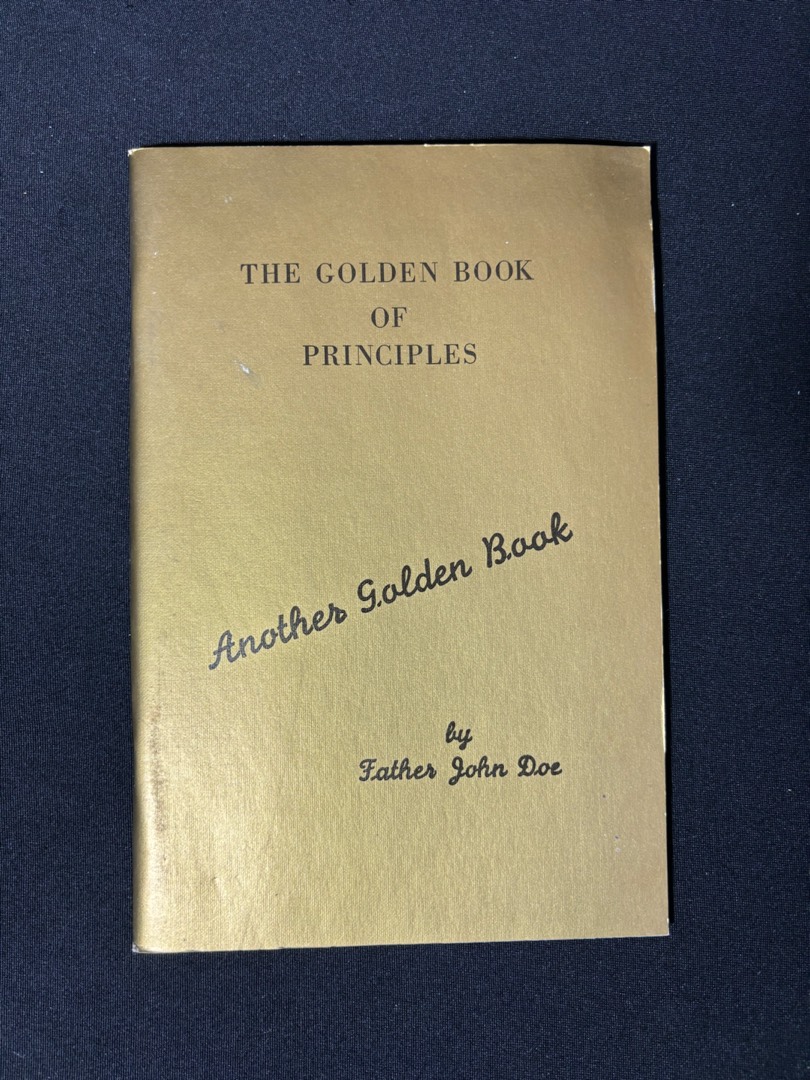 THE GOLDEN BOOK
OF
PRINCIPLES
Another Golden Book
by
Father John Doe